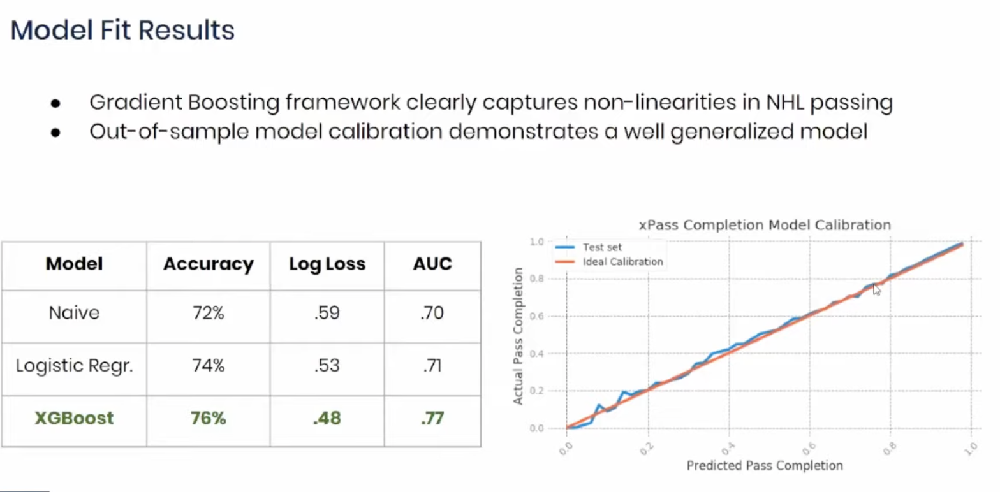 Model Fit Results
● Gradient Boosting framework clearly captures non-linearities in NHL passing
● Out-of-sample model calibration demonstrates a well generalized model
Model Accuracy Log Loss AUC
Naive 72% .59 .70
Logistic Regr. 74% .53 .71
XGBoost 76% .48 .77
xPass Completion Model Calibration
Test set
Ideal Calibration
Actual Pass Completion
1.0
0.8
0.6
0.4
0.2
0.0
0.0 0.2 0.4 0.6 0.8 1.0
Predicted Pass Completion